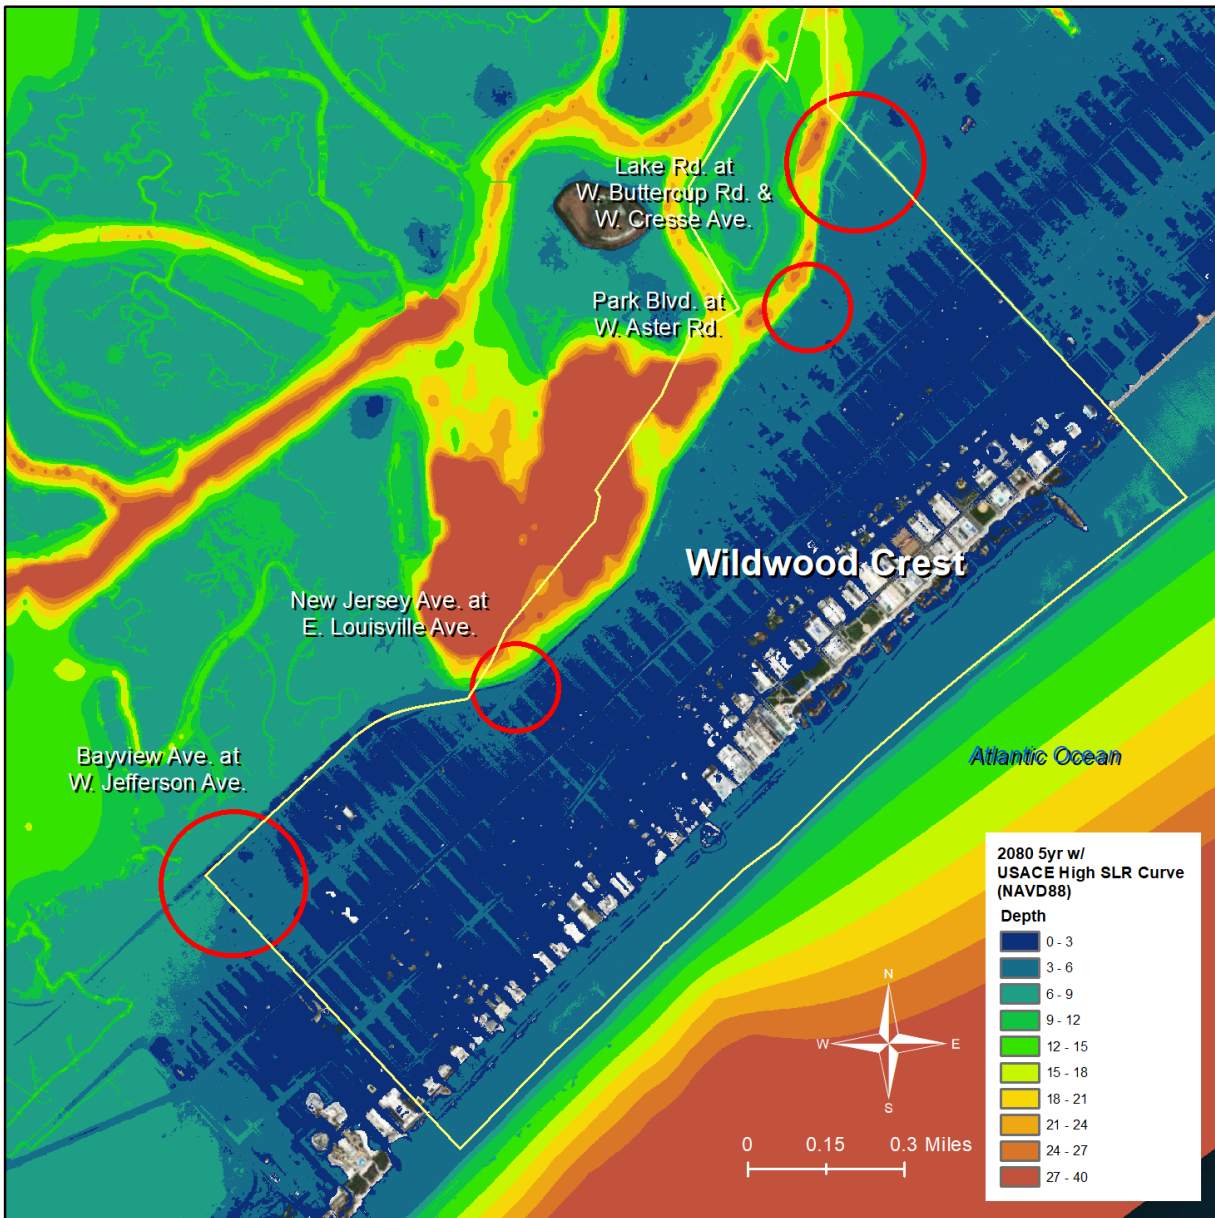 Lake Rd. at
W. Buttercup Rd. &
W. Cresse Ave.
Park Blvd. at
W. Aster Rd.
Wildwood Crest
New Jersey Ave. at
E. Louisville Ave.
Bayview Ave. at
W. Jefferson Ave.
Atlantic Ocean
2080 5yr w/
USACE High SLR Curve
(NAVD88)
Depth
0 - 3
3 - 6
6 - 9
9 - 12
12 - 15
15 - 18
18 - 21
21 - 24
24 - 27
27 - 40
N
W E
S
0 0.15 0.3 Miles